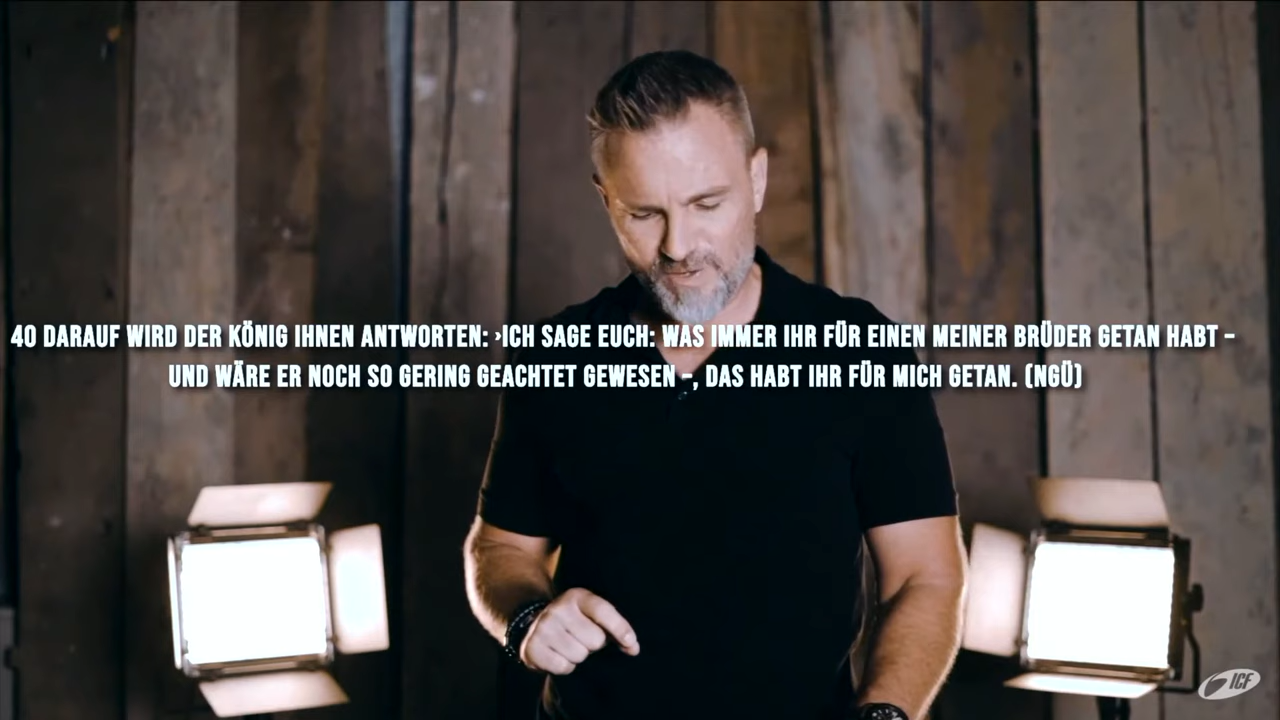 40 DARAUF WIRD DER KÖNIG IHNEN ANTWORTEN: ›ICH SAGE EUCH: WAS IMMER IHR FÜR EINEN MEINER BRÜDER GETAN HABT –
UND WÄRE ER NOCH SO GERING GEACHTET GEWESEN –, DAS HABT IHR FÜR MICH GETAN. (NGÜ)
ICF